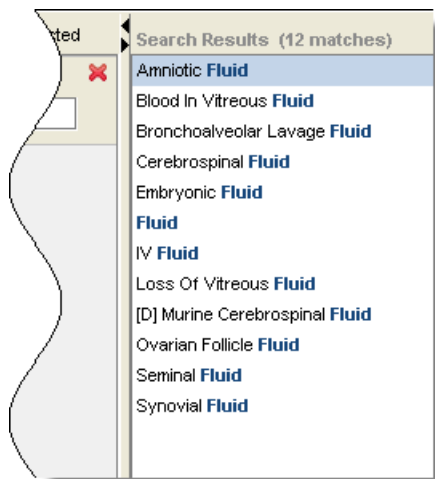 Search Results (12 matches)
Amniotic Fluid
Blood In Vitreous Fluid
Bronchoalveolar Lavage Fluid
Cerebrospinal Fluid
Embryonic Fluid
Fluid
IV Fluid
Loss Of Vitreous Fluid
[D] Murine Cerebrospinal Fluid
Ovarian Follicle Fluid
Seminal Fluid
Synovial Fluid